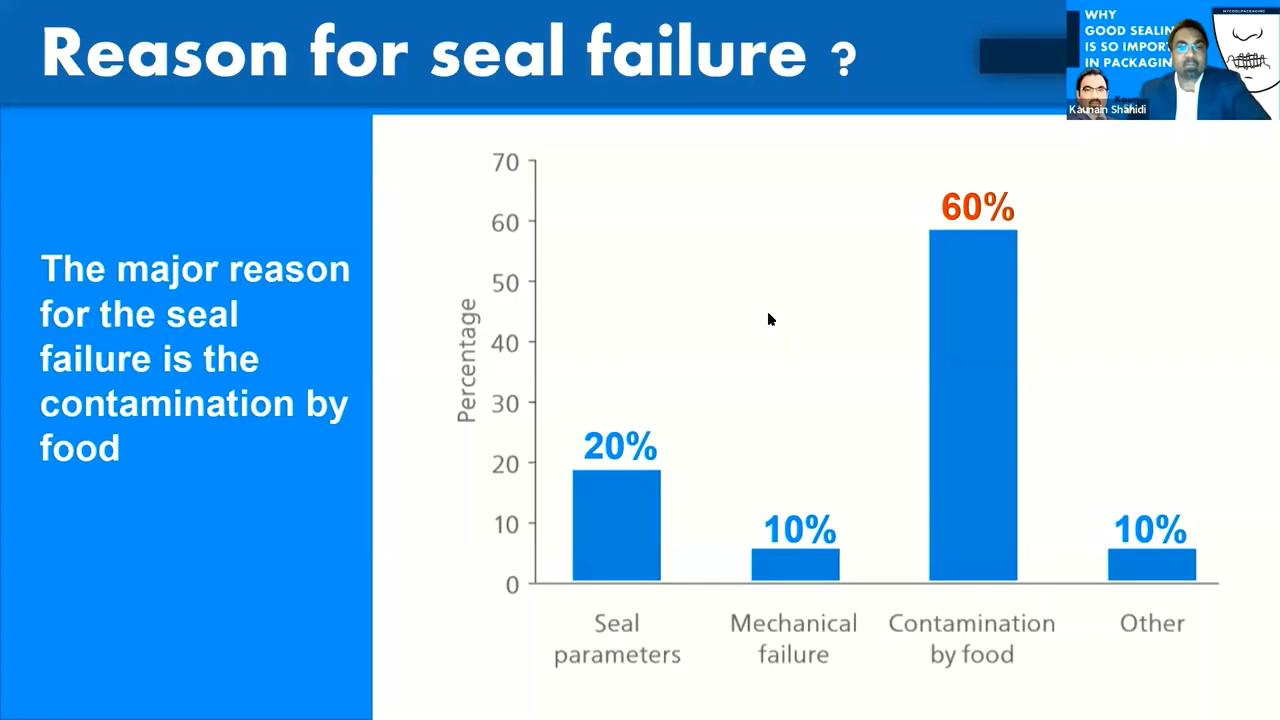 Reason for seal failure ?
WHY
GOOD SEALIN
IS SO IMPOR
IN PACKAGIN
MYCOOLPACKAGING
Kaunain Shahidi
The major reason
for the seal
failure is the
contamination by
food
Percentage
70
60
50
40
30
20
10
0
20%
10%
60%
10%
Seal
parameters
Mechanical
failure
Contamination
by food
Other